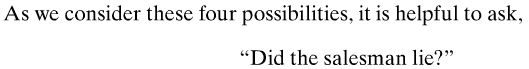 As we consider these four possibilities, it is helpful to ask,
“Did the salesman lie?”